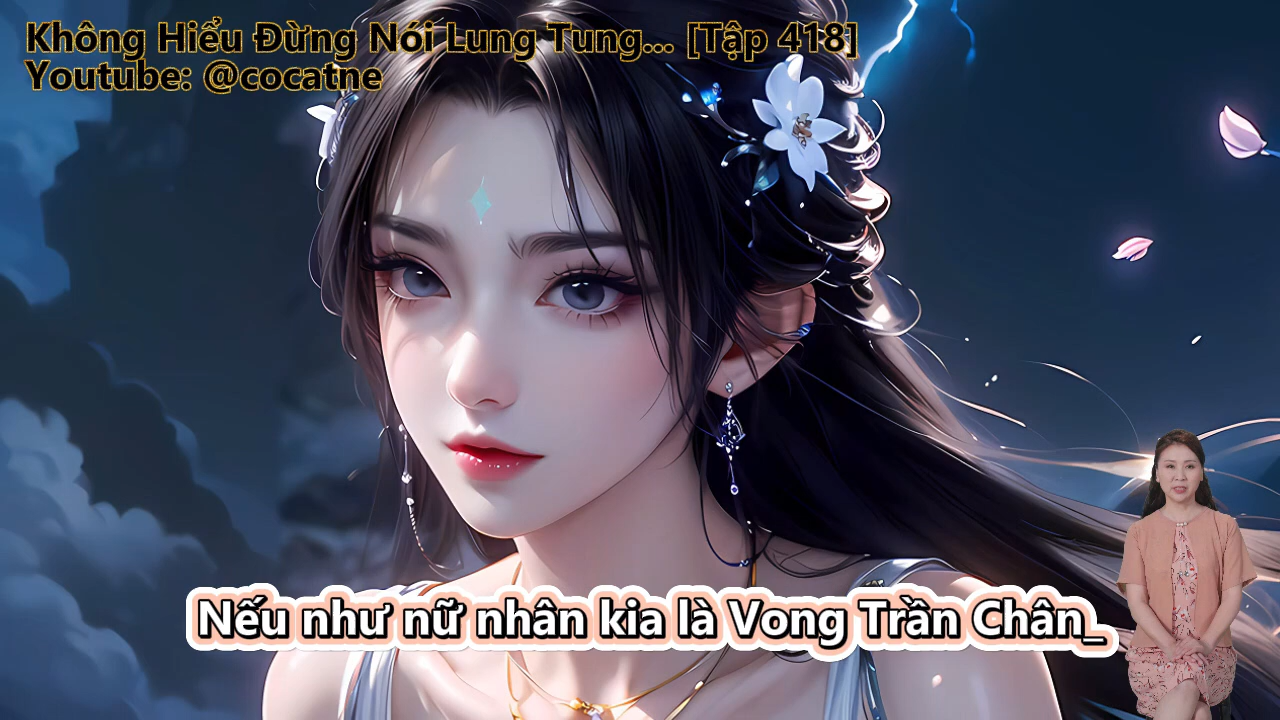 Không Hiểu Đừng Nói Lung Tung... [Tập 418]
Youtube: @cocatne
Nếu như nữ nhân kia là Vong Trần Chân_